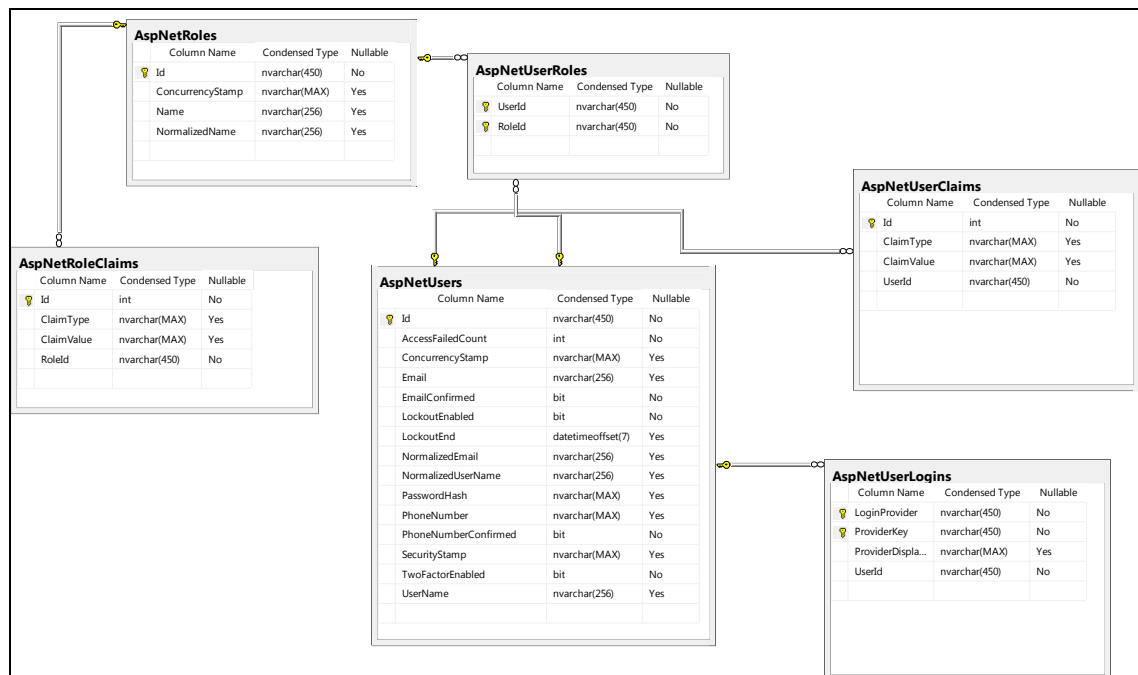 AspNetRoles
Column Name Condensed Type Nullable
Id nvarchar(450) No
ConcurrencyStamp nvarchar(MAX) Yes
Name nvarchar(256) Yes
NormalizedName nvarchar(256) Yes
AspNetUserRoles
Column Name Condensed Type Nullable
UserId nvarchar(450) No
RoleId nvarchar(450) No
AspNetUserClaims
Column Name Condensed Type Nullable
Id int No
ClaimType nvarchar(MAX) Yes
ClaimValue nvarchar(MAX) Yes
UserId nvarchar(450) No
AspNetRoleClaims
Column Name Condensed Type Nullable
Id int No
ClaimType nvarchar(MAX) Yes
ClaimValue nvarchar(MAX) Yes
RoleId nvarchar(450) No
AspNetUsers
Column Name Condensed Type Nullable
Id nvarchar(450) No
AccessFailedCount int No
ConcurrencyStamp nvarchar(MAX) Yes
Email nvarchar(256) Yes
EmailConfirmed bit No
LockoutEnabled bit No
LockoutEnd datetimeoffset(7) Yes
NormalizedEmail nvarchar(256) Yes
NormalizedUserName nvarchar(256) Yes
PasswordHash nvarchar(MAX) Yes
PhoneNumber nvarchar(MAX) Yes
PhoneNumberConfirmed bit No
SecurityStamp nvarchar(MAX) Yes
TwoFactorEnabled bit No
UserName nvarchar(256) Yes
AspNetUserLogins
Column Name Condensed Type Nullable
LoginProvider nvarchar(450) No
ProviderKey nvarchar(450) No
ProviderDispla... nvarchar(MAX) Yes
UserId nvarchar(450) No